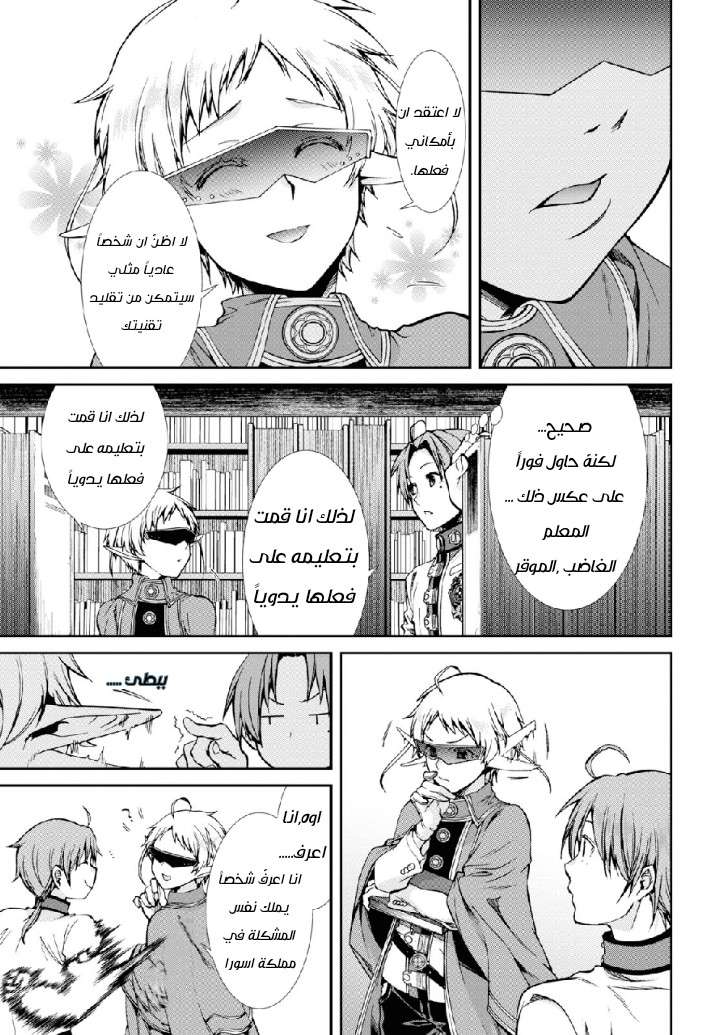 لا اعتقد ان
بأمكاني
فعلها.
لا اظنّ ان شخصاً
عادياً مثلي
سيتمكن من تقليد
تقنيتك
صحيح...
لكنهُ حاول فوراً
على عكس ذلك ...
المعلم
الغاضب ,الموقر
لذلك انا قمت
بتعليمه على
فعلها يدوياً
لذلك انا قمت
بتعليمه على
فعلها يدوياً
ببطئ .....
اوه,انا
اعرف.....
انا اعرفُ شخصاً
يملك نفس
المشكلة في
مملكة اسورا